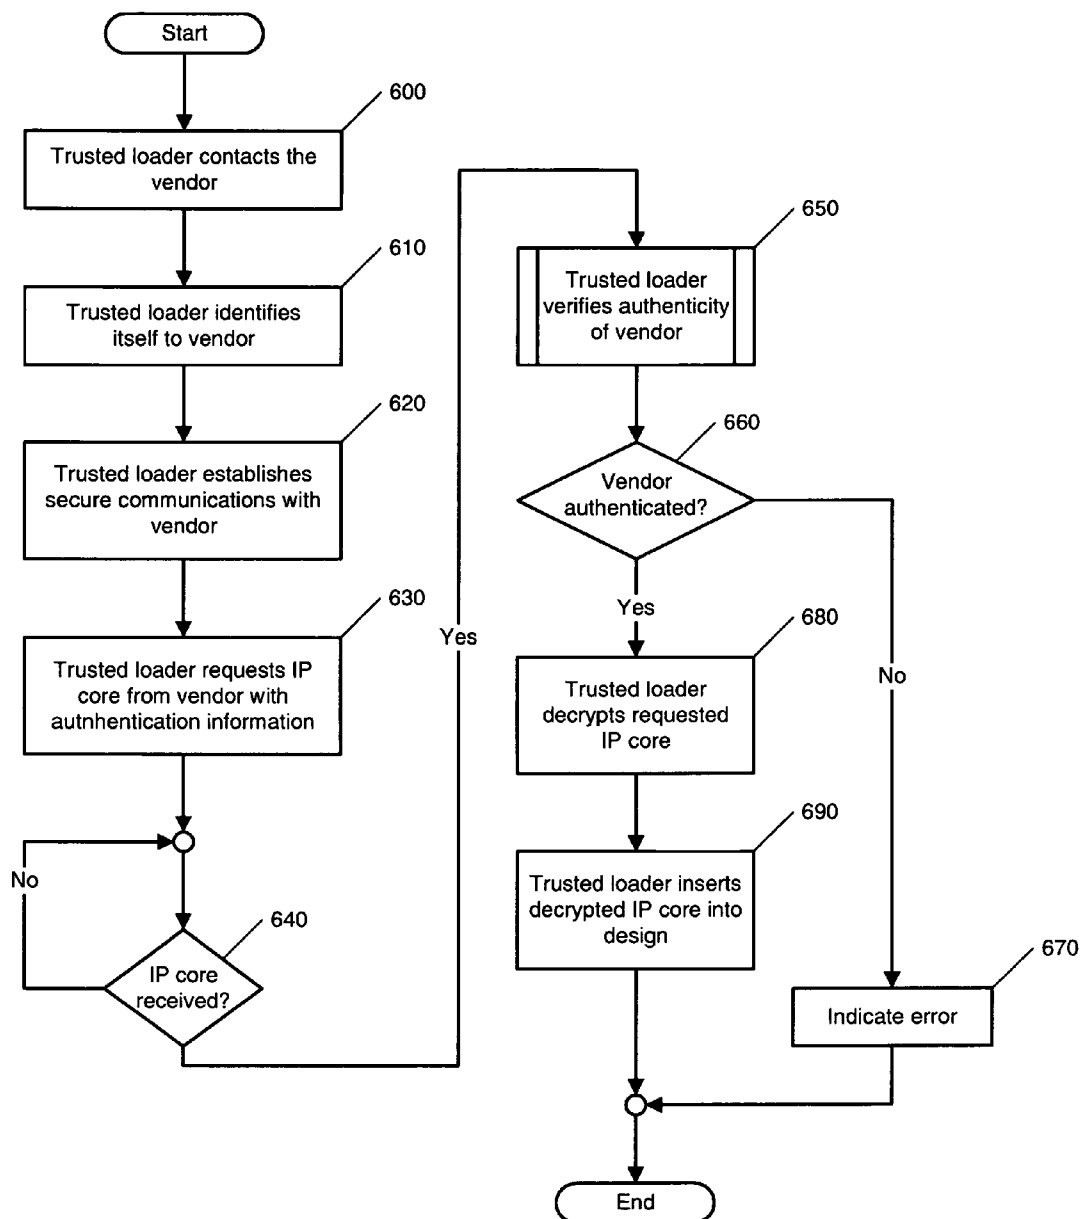 Start
600
Trusted loader contacts the
vendor
610
Trusted loader identifies
itself to vendor
620
Trusted loader establishes
secure communications with
vendor
630
Trusted loader requests IP
core from vendor with
autnhentication information
No
640
IP core
received?
Yes
650
Trusted loader
verifies authenticity
of vendor
660
Vendor
authenticated?
Yes
No
680
Trusted loader
decrypts requested
IP core
690
Trusted loader inserts
decrypted IP core into
design
670
Indicate error
End